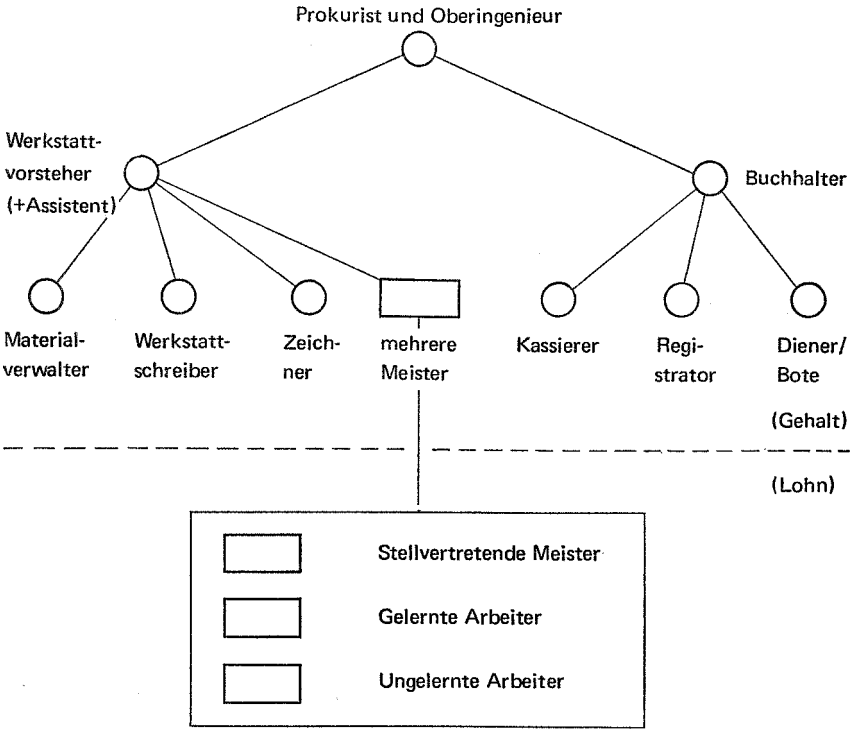 Prokurist und Oberingenieur
Werkstatt-
vorsteher
(+Assistent)
Buchhalter
Material-
verwalter
Werkstatt-
schreiber
Zeich-
ner
mehrere
Meister
Kassierer
Regi-
strator
Diener/
Bote
(Gehalt)
(Lohn)
Stellvertretende Meister
Gelernte Arbeiter
Ungelernte Arbeiter